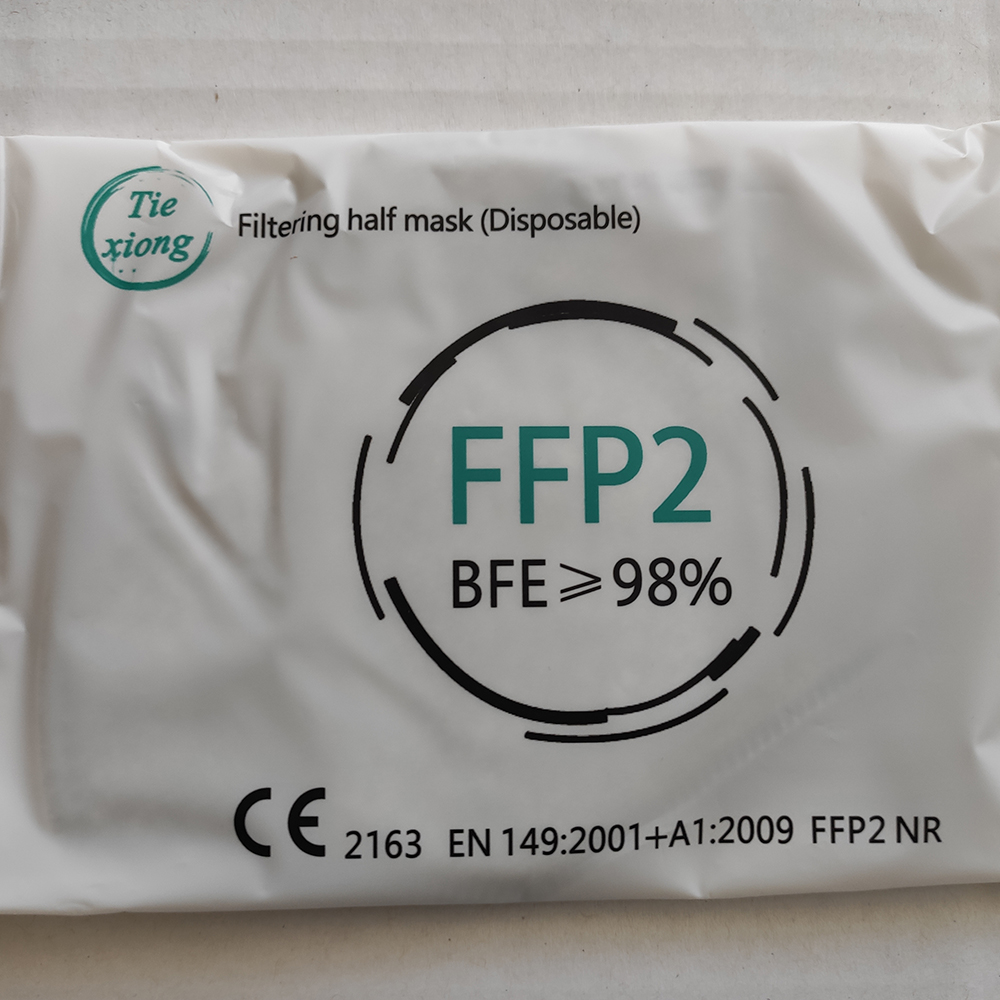 Tie
xiong
Filtering half mask (Disposable)
FFP2
BFE⩾98%
CE 2163 EN 149:2001+A1:2009 FFP2 NR